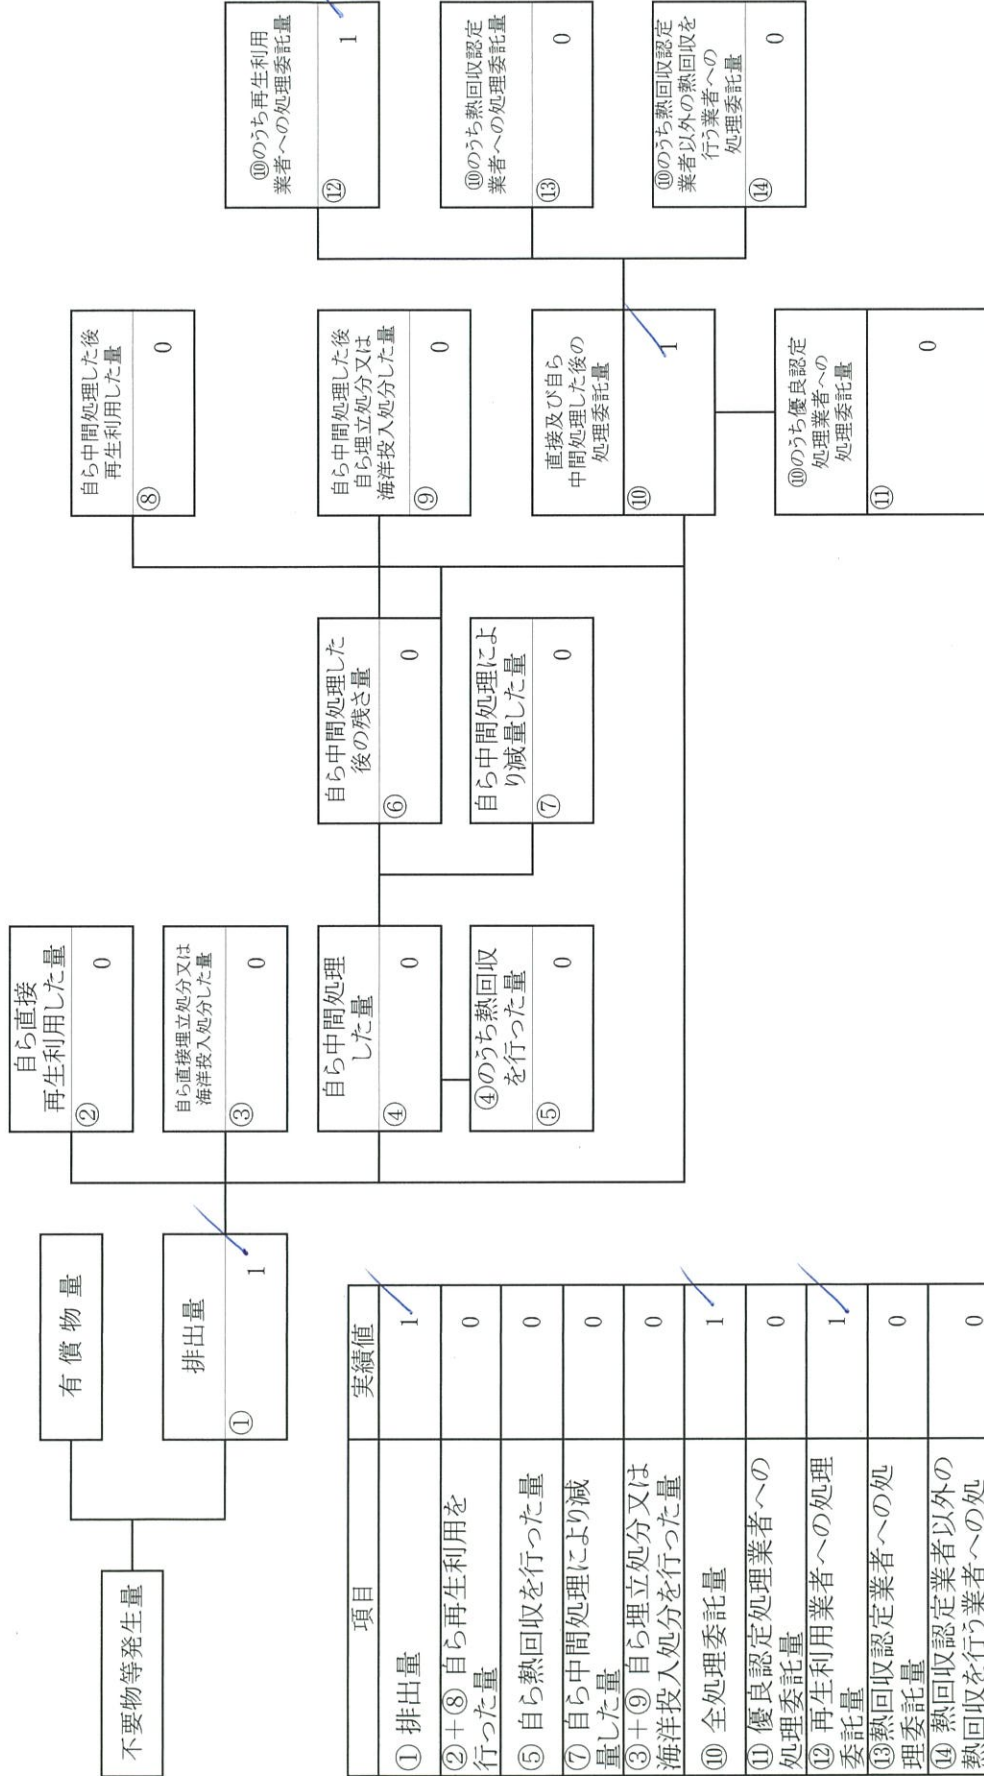 不要物等発生量
有償物量
排出量
① 1
自ら直接
再生利用した量
② 0
自ら直接埋立処分又は
海洋投入処分した量
③ 0
自ら中間処理
した量
④ 0
④のうち熱回収
を行った量
⑤ 0
自ら中間処理した
後の残さ量
⑥ 0
自ら中間処理によ
り減量した量
⑦ 0
自ら中間処理した後
再生利用した量
⑧ 0
自ら中間処理した後
自ら埋立処分又は
海洋投入処分した量
⑨ 0
直接及び自ら
中間処理した後の
処理委託量
⑩ 1
⑩のうち優良認定
処理業者への
処理委託量
⑪ 0
⑩のうち再生利用
業者への処理委託量
⑫ 1
⑩のうち熱回収認定
業者への処理委託量
⑬ 0
⑩のうち熱回収認定
業者以外の熱回収を
行う業者への
処理委託量
⑭ 0
項目 実績値
① 排出量 1
②+⑧ 自ら再生利用を
行った量 0
⑤ 自ら熱回収を行った量 0
⑦ 自ら中間処理により減
量した量 0
③+⑨ 自ら埋立処分又は
海洋投入処分を行った量 0
⑩ 全処理委託量 1
⑪ 優良認定処理業者への
処理委託量 0
⑫ 再生利用業者への処理
委託量 1
⑬熱回収認定業者への処
理委託量 0
⑭ 熱回収認定業者以外の
熱回収を行う業者への処 0